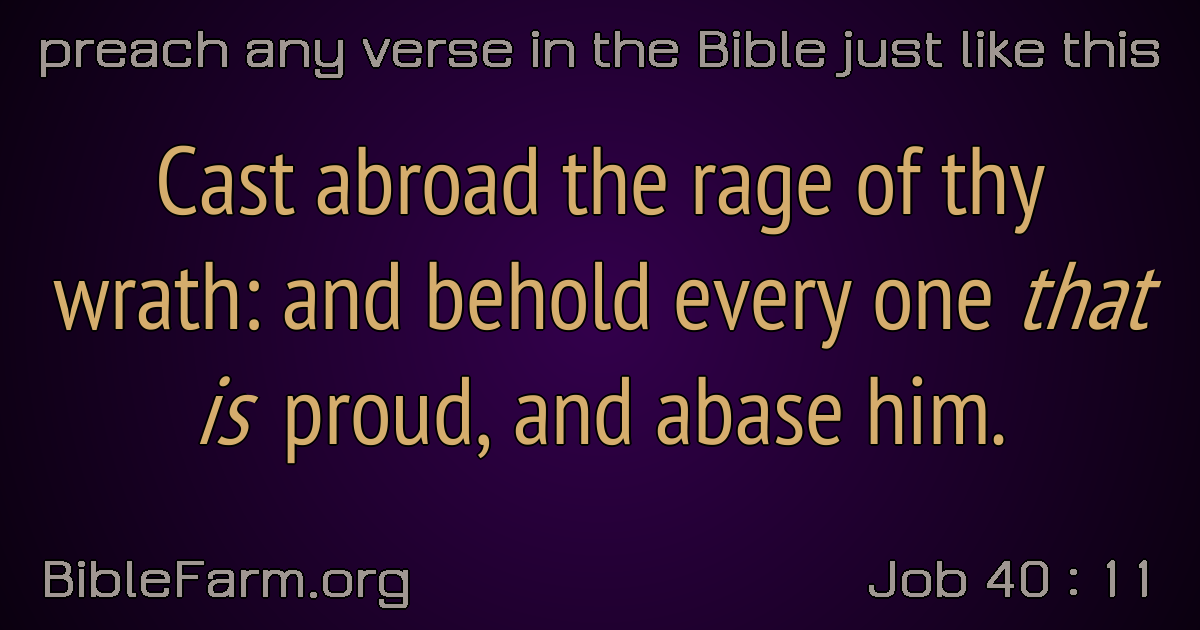 preach any verse in the Bible just like this
Cast abroad the rage of thy
wrath: and behold every one that
is proud, and abase him.
BibleFarm.org
Job 40 : 11